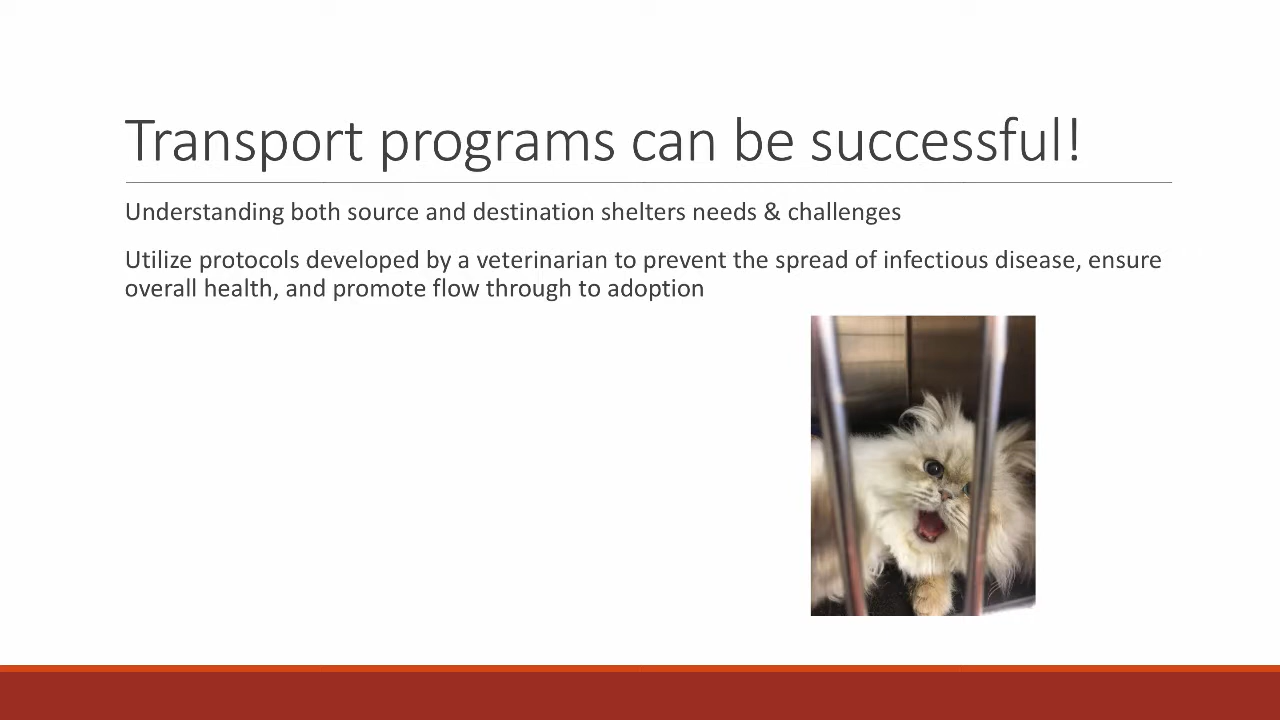 Transport programs can be successful!
Understanding both source and destination shelters needs & challenges
Utilize protocols developed by a veterinarian to prevent the spread of infectious disease, ensure
overall health, and promote flow through to adoption